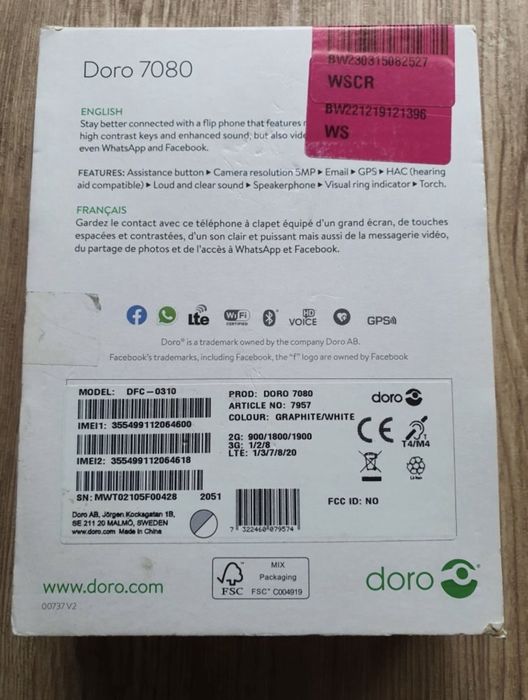 Doro 7080
BW230315082527
WSCR
BW221219121396
WS
ENGLISH
Stay better connected with a flip phone that features
high contrast keys and enhanced sound, but also vide
even WhatsApp and Facebook.
FEATURES: Assistance button ▸ Camera resolution 5MP ▸ Email ▸ GPS ▸ HAC (hearing
aid compatible) ▸ Loud and clear sound ▸ Speakerphone ▸ Visual ring indicator ▸ Torch.
FRANÇAIS
Gardez le contact avec ce téléphone à clapet équipé d'un grand écran, de touches
espacées et contrastées, d'un son clair et puissant mais aussi de la messagerie vidéo,
du partage de photos et de l'accès à WhatsApp et Facebook.
Lte
Wi Fi
CERTIFIED
HD
VOICE
GPS
Doro® is a trademark owned by the company Doro AB.
Facebook's trademarks, including Facebook, the "f" logo are owned by Facebook
MODEL: DFC-0310
IMEI1: 355499112064600
IMEI2: 355499112064618
SN: MWT02105F00428 2051
Doro AB, Jörgen Kocksgatan 1B,
SE 211 20 MALMÖ, SWEDEN
www.doro.com Made in China
PROD: DORO 7080
ARTICLE NO: 7957
COLOUR: GRAPHITE/WHITE
2G: 900/1800/1900
3G: 1/2/8
LTE: 1/3/7/8/20
7 322460 079574
doro
CE
T4/M4
Li-ion
FCC ID: NO
www.doro.com
00737 V2
FSC
MIX
Packaging
FSC® C004919
doro